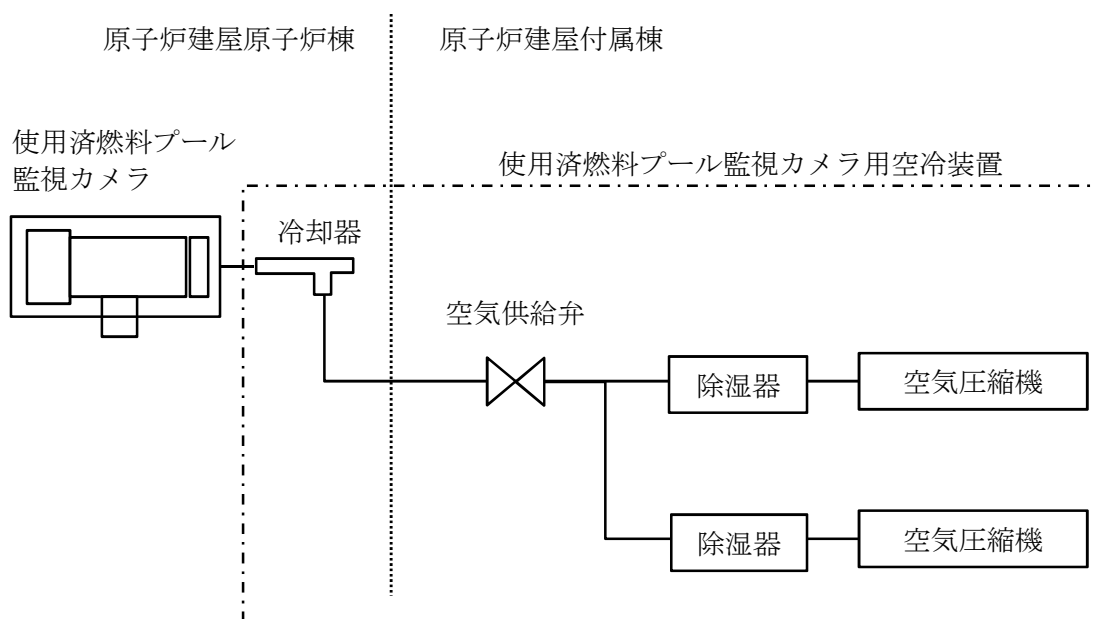 原子炉建屋原子炉棟
原子炉建屋付属棟
使用済燃料プール
監視カメラ
使用済燃料プール監視カメラ用空冷装置
冷却器
空気供給弁
除湿器
空気圧縮機
除湿器
空気圧縮機